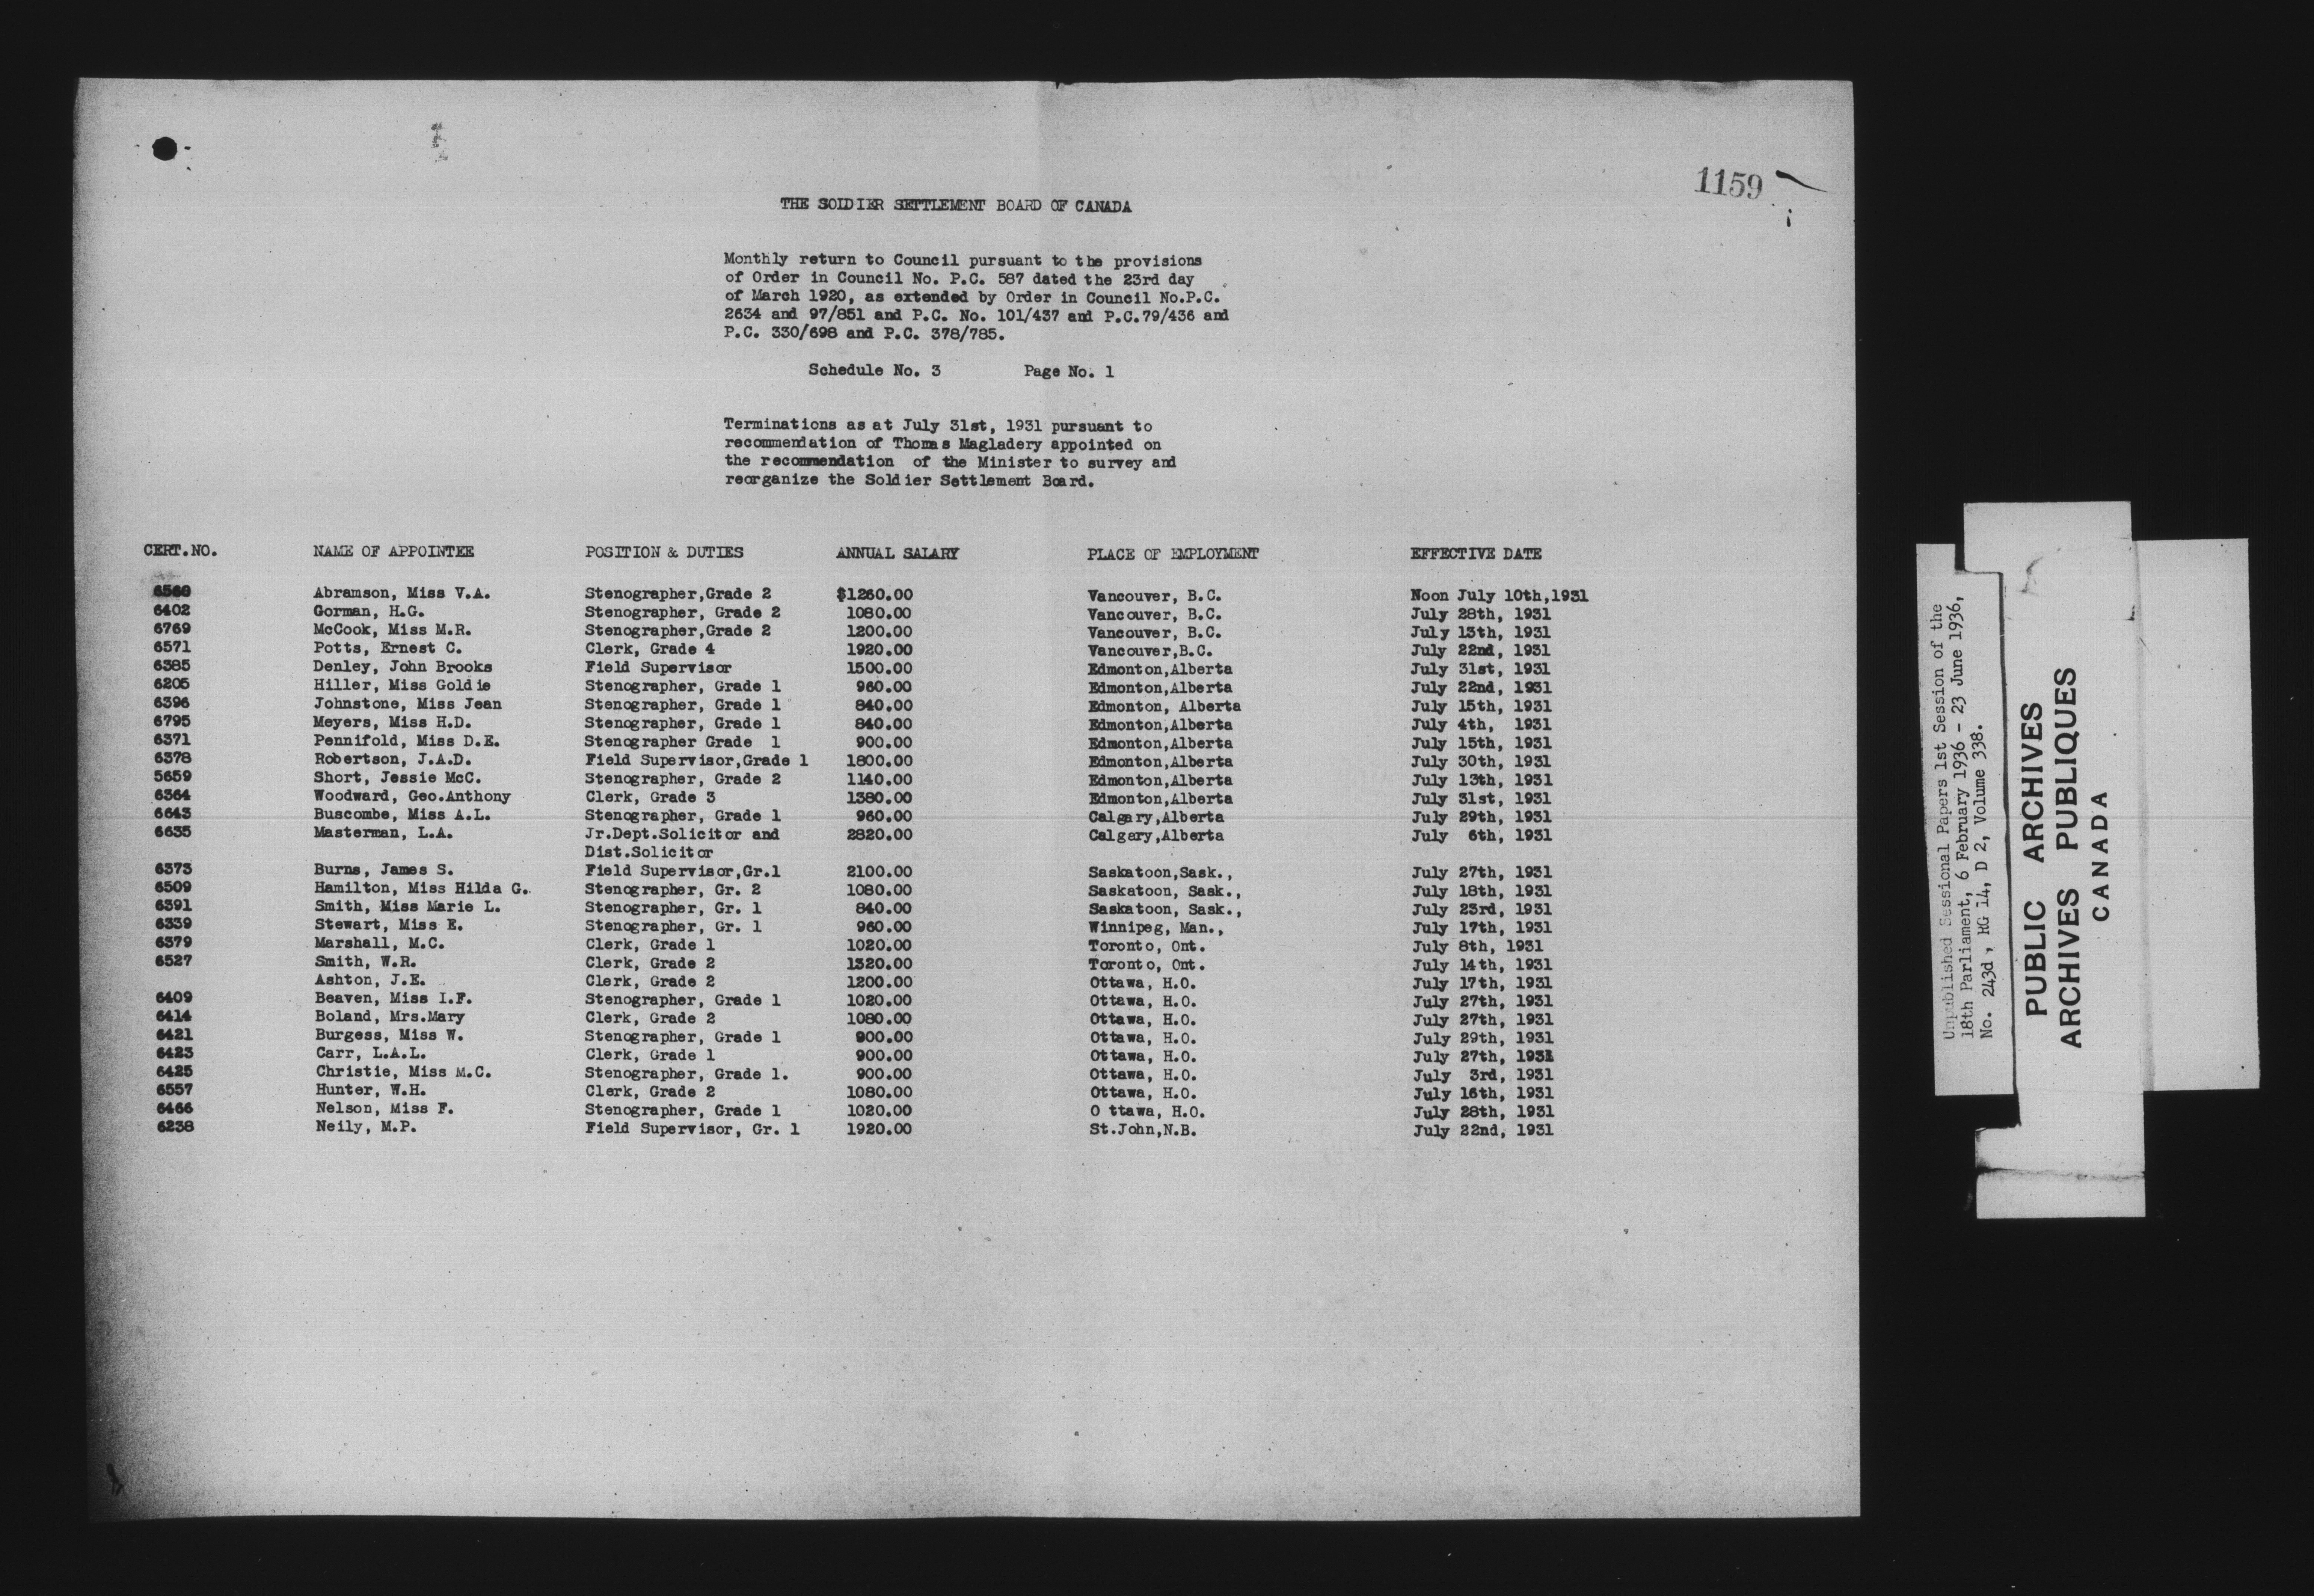 1159
THE SOLDIER SETTLEMENT BOARD OF CANADA
Monthly return to Council pursuant to the provisions
of Order in Council No. P.C. 587 dated the 23rd day
of March 1920, as extended by Order in Council No.P.C.
2634 and 97/851 and P.C. No. 101/437 and P.C.79/436 and
P.C. 330/698 and P.C. 378/785.
Schedule No. 3 Page No. 1
Terminations as at July 31st, 1931 pursuant to
recommendation of Thomas Magladery appointed on
the recommendation of the Minister to survey and
reorganize the Soldier Settlement Board.
CERT.NO. NAME OF APPOINTEE POSITION & DUTIES ANNUAL SALARY PLACE OF EMPLOYMENT EFFECTIVE DATE
6568 Abramson, Miss V.A. Stenographer,Grade 2 $1260.00 Vancouver, B.C. Noon July 10th,1931
6402 Gorman, H.G. Stenographer, Grade 2 1080.00 Vancouver, B.C. July 28th, 1931
6769 McCook, Miss M.R. Stenographer,Grade 2 1200.00 Vancouver, B.C. July 13th, 1931
6571 Potts, Ernest C. Clerk, Grade 4 1920.00 Vancouver,B.C. July 22nd, 1931
6385 Denley, John Brooks Field Supervisor 1500.00 Edmonton,Alberta July 31st, 1931
6205 Hiller, Miss Goldie Stenographer, Grade 1 960.00 Edmonton,Alberta July 22nd, 1931
6396 Johnstone, Miss Jean Stenographer, Grade 1 840.00 Edmonton, Alberta July 15th, 1931
6795 Meyers, Miss H.D. Stenographer, Grade 1 840.00 Edmonton,Alberta July 4th, 1931
6371 Pennifold, Miss D.E. Stenographer Grade 1 900.00 Edmonton,Alberta July 15th, 1931
6378 Robertson, J.A.D. Field Supervisor,Grade 1 1800.00 Edmonton,Alberta July 30th, 1931
5659 Short, Jessie McC. Stenographer, Grade 2 1140.00 Edmonton,Alberta July 13th, 1931
6364 Woodward, Geo.Anthony Clerk, Grade 3 1380.00 Edmonton,Alberta July 31st, 1931
6643 Buscombe, Miss A.L. Stenographer, Grade 1 960.00 Calgary,Alberta July 29th, 1931
6635 Masterman, L.A. Jr.Dept.Solicitor and 2820.00 Calgary,Alberta July 6th, 1931
Dist.Solicitor
6373 Burns, James S. Field Supervisor,Gr.1 2100.00 Saskatoon,Sask., July 27th, 1931
6509 Hamilton, Miss Hilda G. Stenographer, Gr. 2 1080.00 Saskatoon, Sask., July 18th, 1931
6391 Smith, Miss Marie L. Stenographer, Gr. 1 840.00 Saskatoon, Sask., July 23rd, 1931
6339 Stewart, Miss E. Stenographer, Gr. 1 960.00 Winnipeg, Man., July 17th, 1931
6379 Marshall, M.C. Clerk, Grade 1 1020.00 Toronto, Ont. July 8th, 1931
6527 Smith, W.R. Clerk, Grade 2 1320.00 Toronto, Ont. July 14th, 1931
Ashton, J.E. Clerk, Grade 2 1200.00 Ottawa, H.O. July 17th, 1931
6409 Beaven, Miss I.F. Stenographer, Grade 1 1020.00 Ottawa, H.O. July 27th, 1931
6414 Boland, Mrs.Mary Clerk, Grade 2 1080.00 Ottawa, H.O. July 27th, 1931
6421 Burgess, Miss W. Stenographer, Grade 1 900.00 Ottawa, H.O. July 29th, 1931
6423 Carr, L.A.L. Clerk, Grade 1 900.00 Ottawa, H.O. July 27th, 1931
6425 Christie, Miss M.C. Stenographer, Grade 1. 900.00 Ottawa, H.O. July 3rd, 1931
6557 Hunter, W.H. Clerk, Grade 2 1080.00 Ottawa, H.O. July 16th, 1931
6466 Nelson, Miss F. Stenographer, Grade 1 1020.00 O ttawa, H.O. July 28th, 1931
6238 Neily, M.P. Field Supervisor, Gr. 1 1920.00 St.John,N.B. July 22nd, 1931
Unpublished Sessional Papers 1st Session of the
18th Parliament, 6 February 1936 - 23 June 1936,
No. 243d, RG 14, D 2, Volume 338.
PUBLIC ARCHIVES
ARCHIVES PUBLIQUES
CANADA